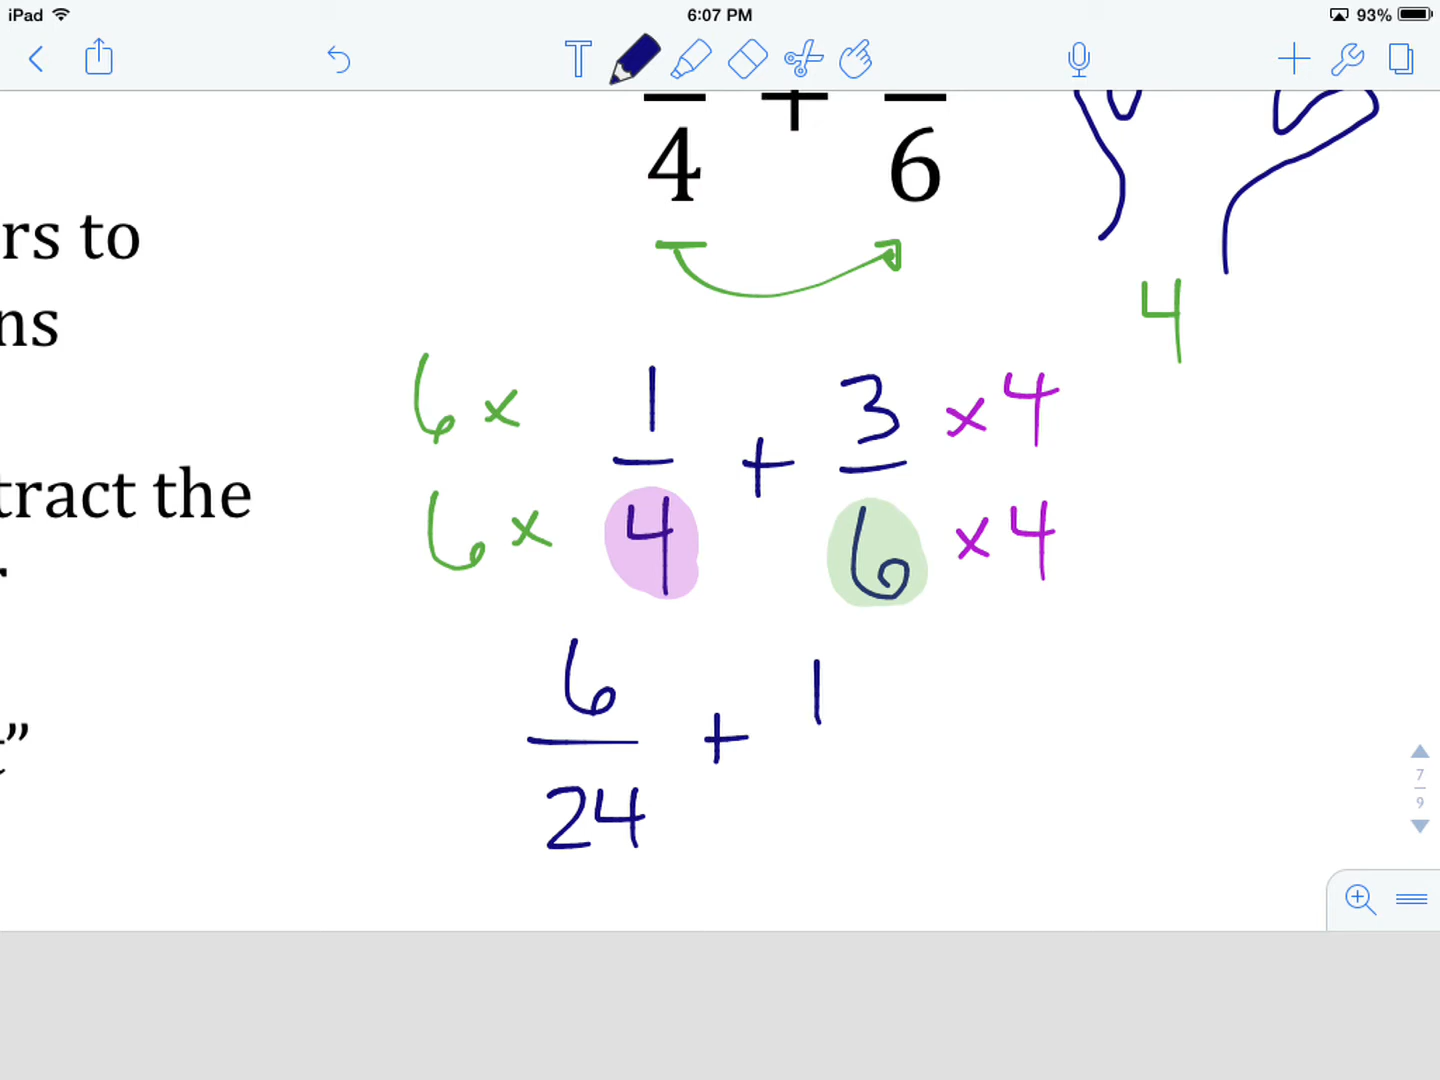 iPad 6:07 PM 93%
T
+
4 6
rs to
ns
4
6 x 1 + 3 x 4
6 x 4 6 x 4
tract the
6 + 1
24
t”
7
9